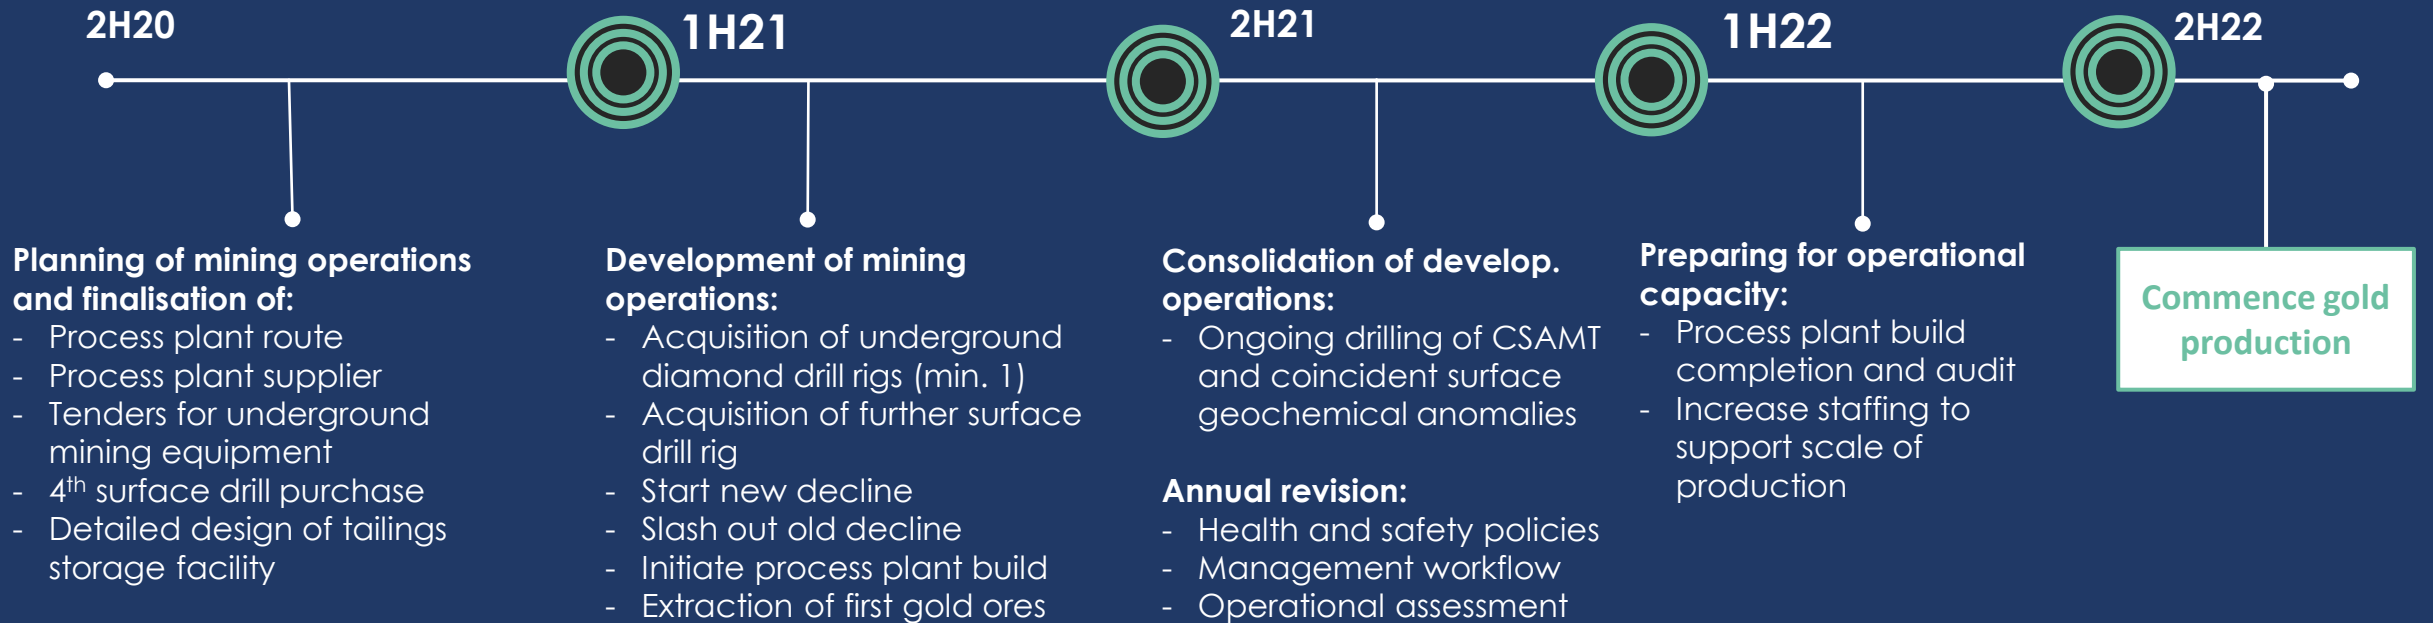 2H20
1H21
2H21
1H22
2H22
Planning of mining operations
and finalisation of:
- Process plant route
- Process plant supplier
- Tenders for underground
mining equipment
- 4th surface drill purchase
- Detailed design of tailings
storage facility
Development of mining
operations:
- Acquisition of underground
diamond drill rigs (min. 1)
- Acquisition of further surface
drill rig
- Start new decline
- Slash out old decline
- Initiate process plant build
- Extraction of first gold ores
Consolidation of develop.
operations:
- Ongoing drilling of CSAMT
and coincident surface
geochemical anomalies
Annual revision:
- Health and safety policies
- Management workflow
- Operational assessment
Preparing for operational
capacity:
- Process plant build
completion and audit
- Increase staffing to
support scale of
production
Commence gold
production